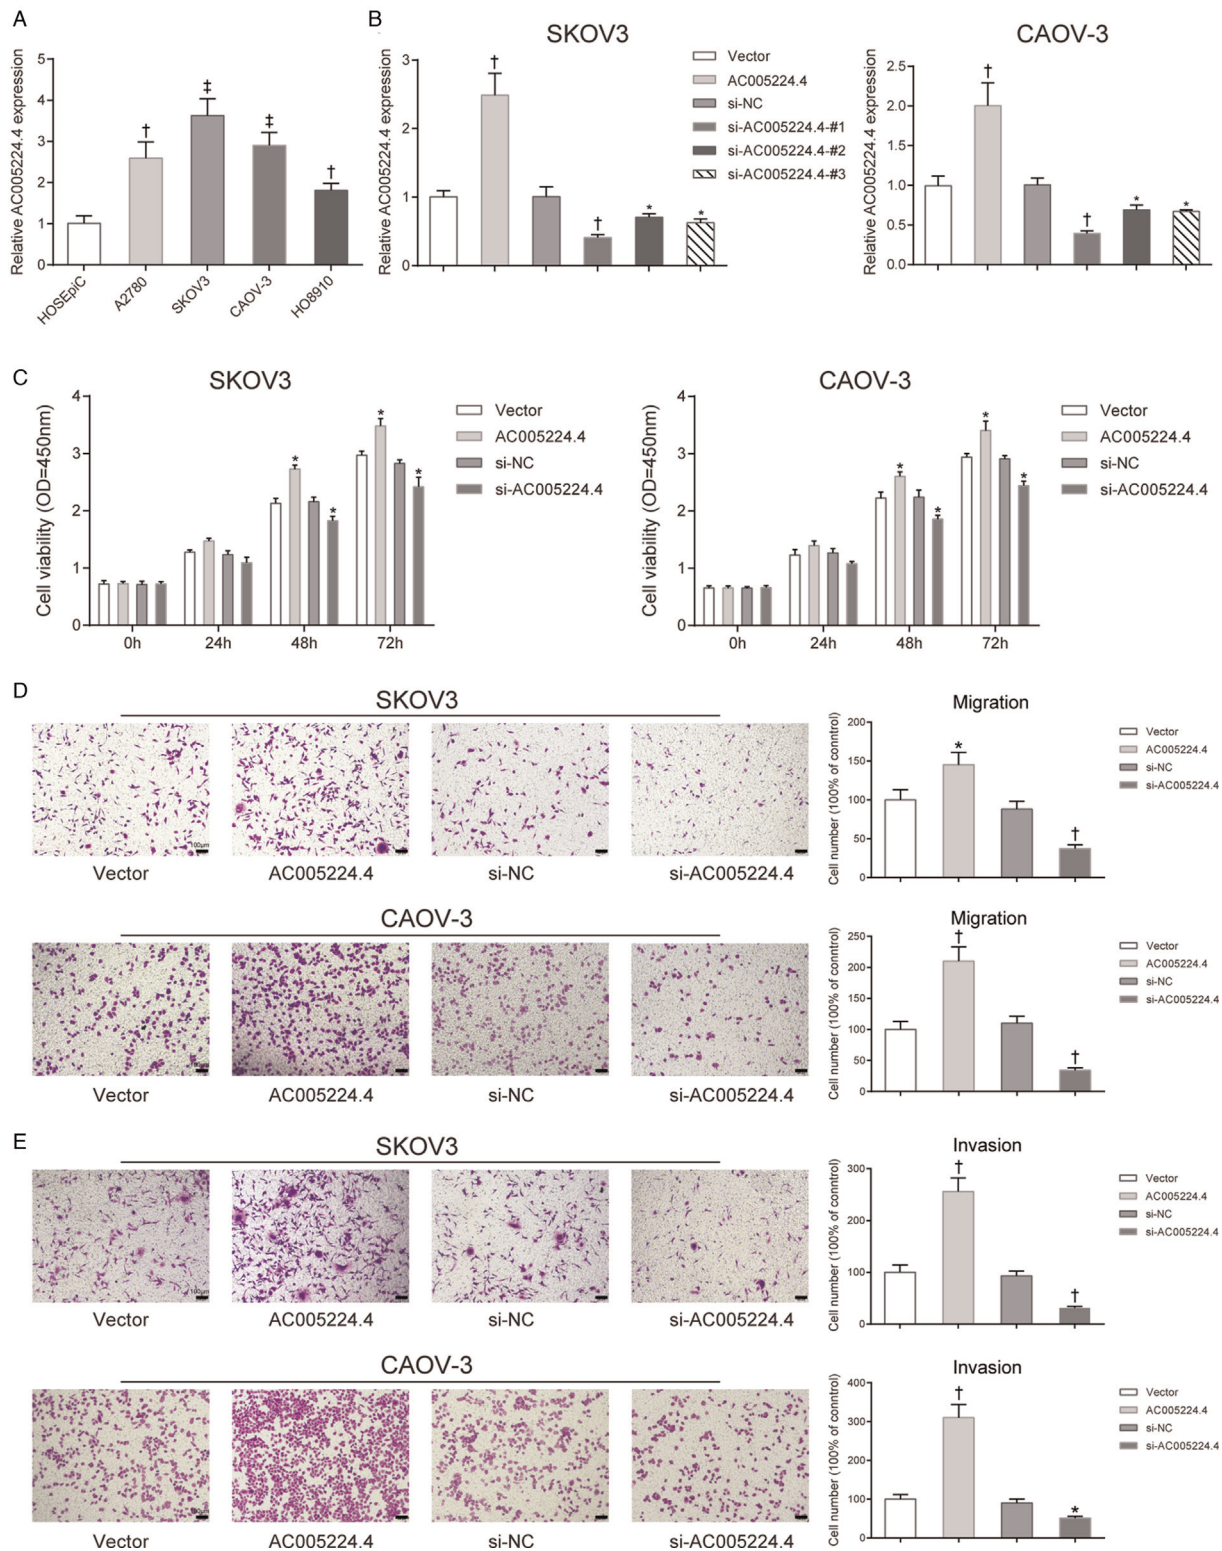 A
Relative AC005224.4 expression
5
4
3
2
1
0
†
‡
‡
†
HOSEpiC
A2780
SKOV3
CAOV-3
HO8910
B
SKOV3
Relative AC005224.4 expression
3
2
1
0
†
†
*
*
Vector
AC005224.4
si-NC
si-AC005224.4-#1
si-AC005224.4-#2
si-AC005224.4-#3
CAOV-3
Relative AC005224.4 expression
2.5
2.0
1.5
1.0
0.5
0.0
†
†
*
*
C
SKOV3
Cell viability (OD=450nm)
4
3
2
1
0
*
*
*
*
0h
24h
48h
72h
Vector
AC005224.4
si-NC
si-AC005224.4
CAOV-3
Cell viability (OD=450nm)
4
3
2
1
0
*
*
*
*
0h
24h
48h
72h
Vector
AC005224.4
si-NC
si-AC005224.4
D
SKOV3
100μm
Vector
AC005224.4
si-NC
si-AC005224.4
Migration
Cell number (100% of conntrol)
200
150
100
50
0
*
†
Vector
AC005224.4
si-NC
si-AC005224.4
CAOV-3
100μm
Vector
AC005224.4
si-NC
si-AC005224.4
Migration
Cell number (100% of control)
250
200
150
100
50
0
†
†
Vector
AC005224.4
si-NC
si-AC005224.4
E
SKOV3
100μm
Vector
AC005224.4
si-NC
si-AC005224.4
Invasion
Cell number (100% of conntrol)
300
200
100
0
†
†
Vector
AC005224.4
si-NC
si-AC005224.4
CAOV-3
100μm
Vector
AC005224.4
si-NC
si-AC005224.4
Invasion
Cell number (100% of control)
400
300
200
100
0
†
*
Vector
AC005224.4
si-NC
si-AC005224.4